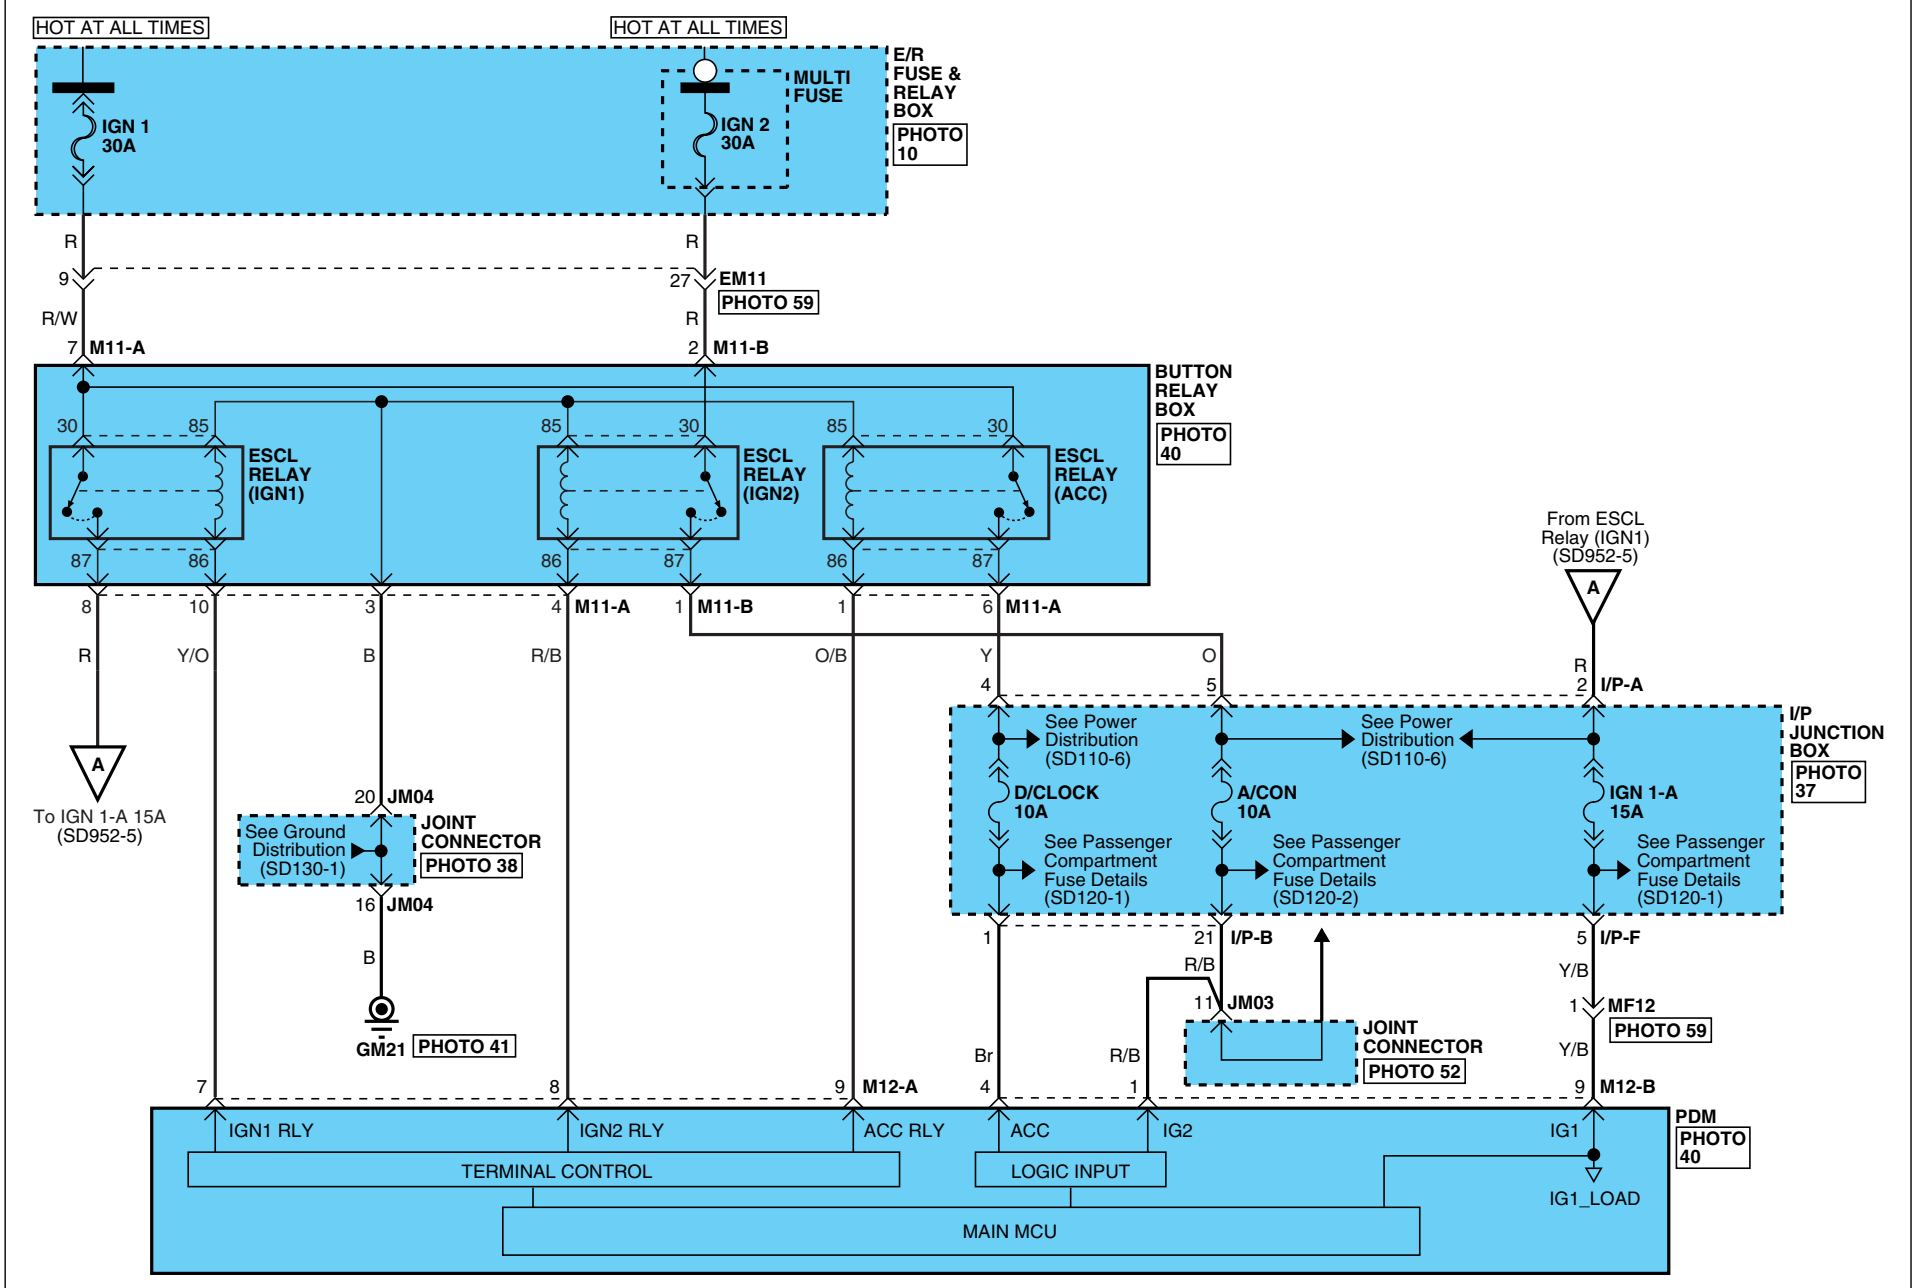 HOT AT ALL TIMES
HOT AT ALL TIMES
E/R
FUSE &
RELAY
BOX
PHOTO
10
MULTI
FUSE
IGN 1
30A
IGN 2
30A
R
R
9
27
EM11
PHOTO 59
R/W
R
7
M11-A
2
M11-B
BUTTON
RELAY
BOX
PHOTO
40
30
85
85
30
85
30
ESCL
RELAY
(IGN1)
ESCL
RELAY
(IGN2)
ESCL
RELAY
(ACC)
87
86
86
87
86
87
8
10
3
4
M11-A
1
M11-B
1
6
M11-A
From ESCL
Relay (IGN1)
(SD952-5)
A
R
Y/O
B
R/B
O/B
Y
O
R
4
5
2
I/P-A
I/P
JUNCTION
BOX
PHOTO
37
See Power
Distribution
(SD110-6)
See Power
Distribution
(SD110-6)
D/CLOCK
10A
A/CON
10A
IGN 1-A
15A
See Passenger
Compartment
Fuse Details
(SD120-1)
See Passenger
Compartment
Fuse Details
(SD120-2)
See Passenger
Compartment
Fuse Details
(SD120-1)
A
To IGN 1-A 15A
(SD952-5)
20
JM04
See Ground
Distribution
(SD130-1)
JOINT
CONNECTOR
PHOTO 38
16
JM04
B
GM21
PHOTO 41
1
21
I/P-B
5
I/P-F
R/B
Y/B
11
JM03
1
MF12
PHOTO 59
JOINT
CONNECTOR
PHOTO 52
Br
R/B
Y/B
7
8
9
M12-A
4
1
9
M12-B
PDM
PHOTO
40
IGN1 RLY
IGN2 RLY
ACC RLY
ACC
IG2
IG1
TERMINAL CONTROL
LOGIC INPUT
IG1_LOAD
MAIN MCU